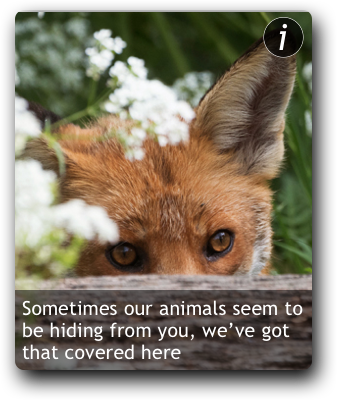 i
Sometimes our animals seem to
be hiding from you, we've got
that covered here